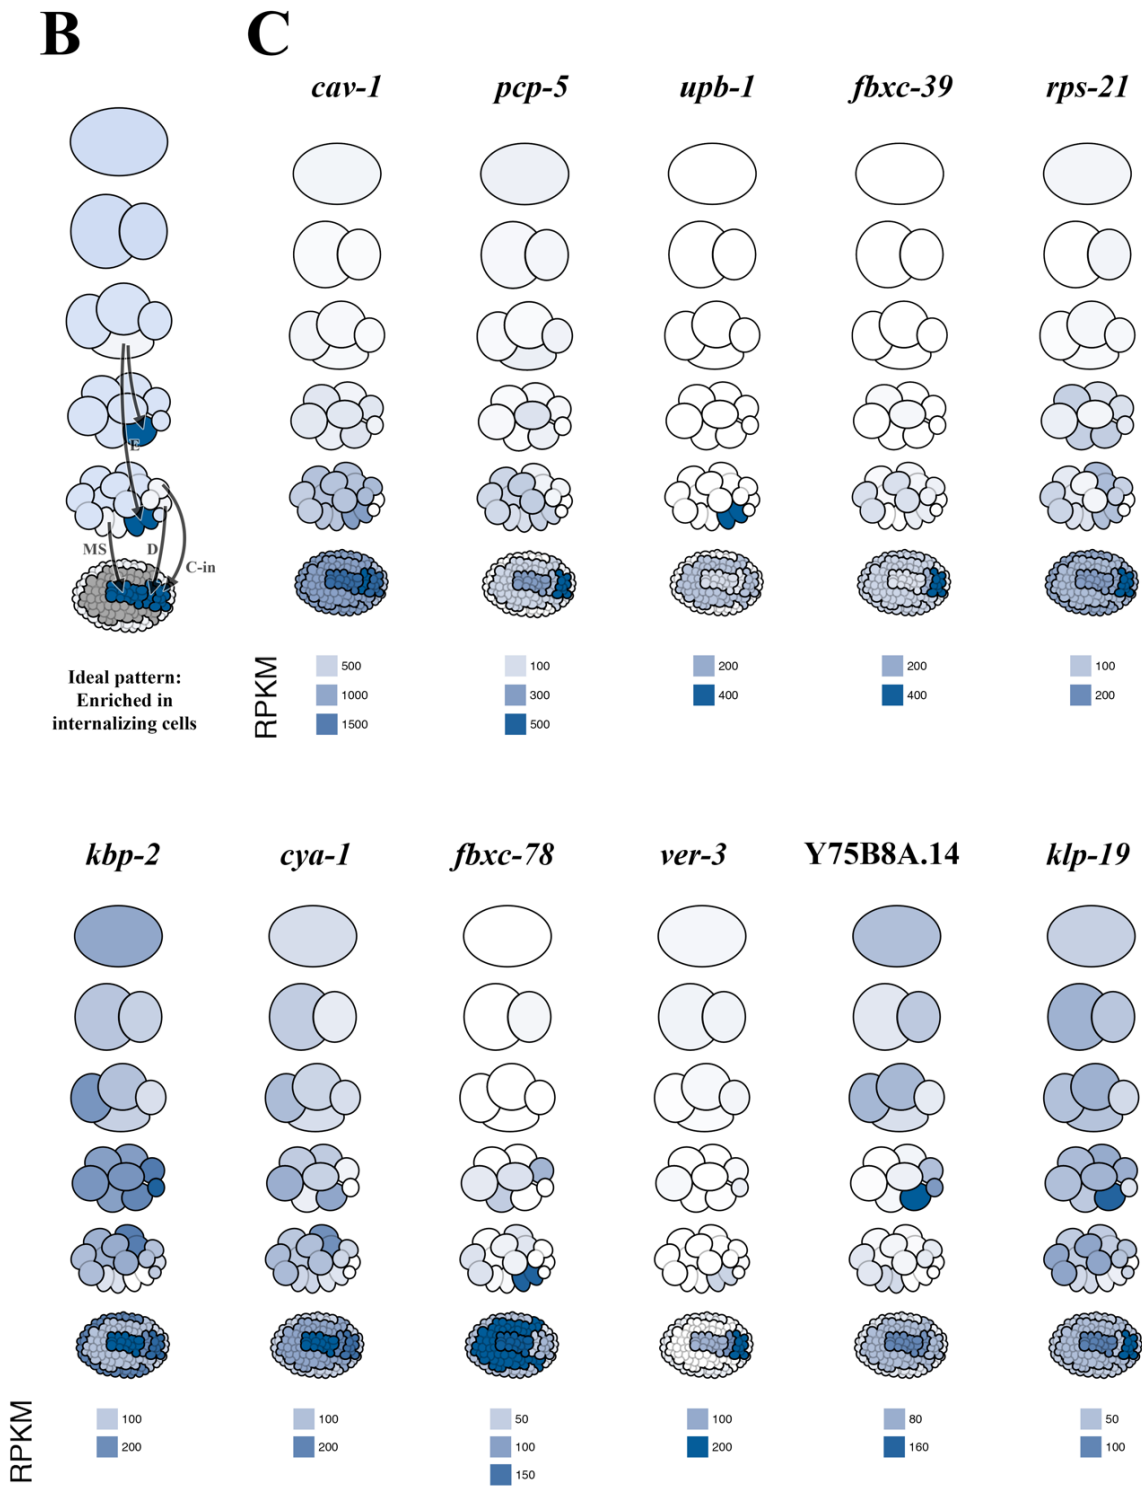 B
C
cav-1
pcp-5
upb-1
fbxc-39
rps-21
E
MS
D
C-in
Ideal pattern:
Enriched in
internalizing cells
RPKM
500
1000
1500
100
300
500
200
400
200
400
100
200
kbp-2
cya-1
fbxc-78
ver-3
Y75B8A.14
klp-19
RPKM
100
200
100
200
50
100
150
100
200
80
160
50
100